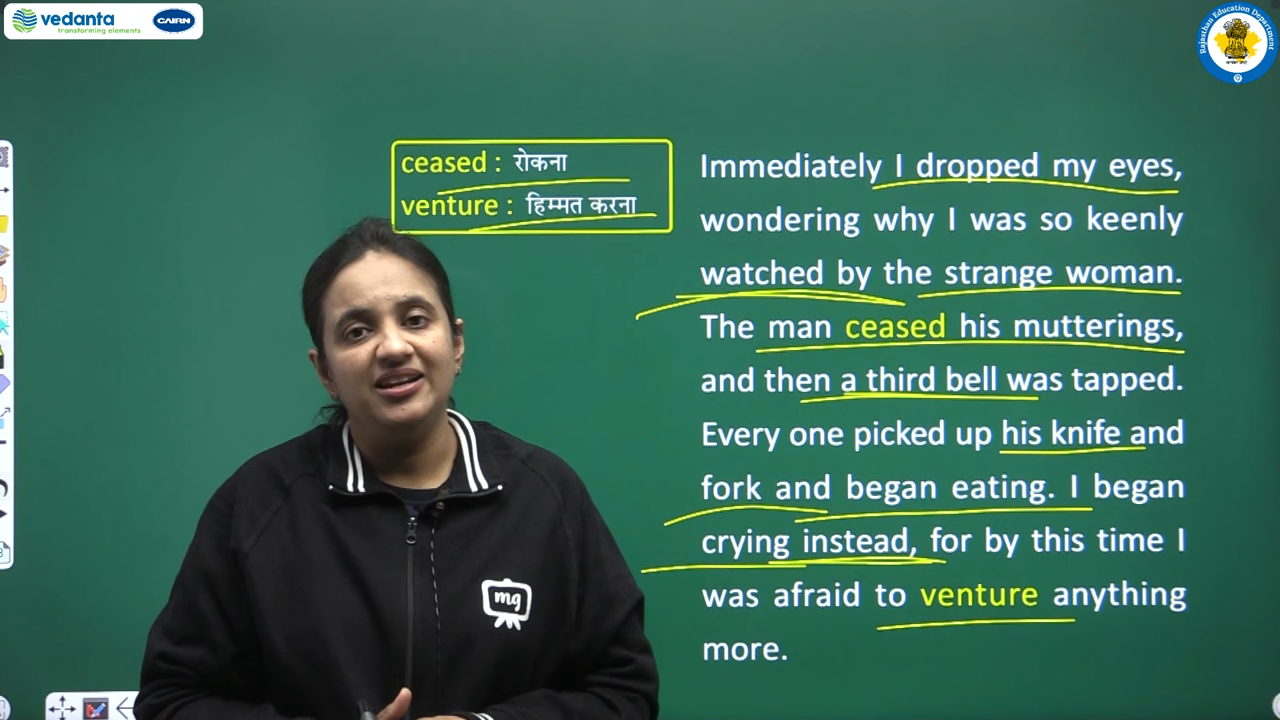 vedanta
transforming elements
CAIRN
Rajasthan Education Department
ceased : रोकना
venture : हिम्मत करना
Immediately I dropped my eyes,
wondering why I was so keenly
watched by the strange woman.
The man ceased his mutterings,
and then a third bell was tapped.
Every one picked up his knife and
fork and began eating. I began
crying instead, for by this time I
was afraid to venture anything
more.
mg